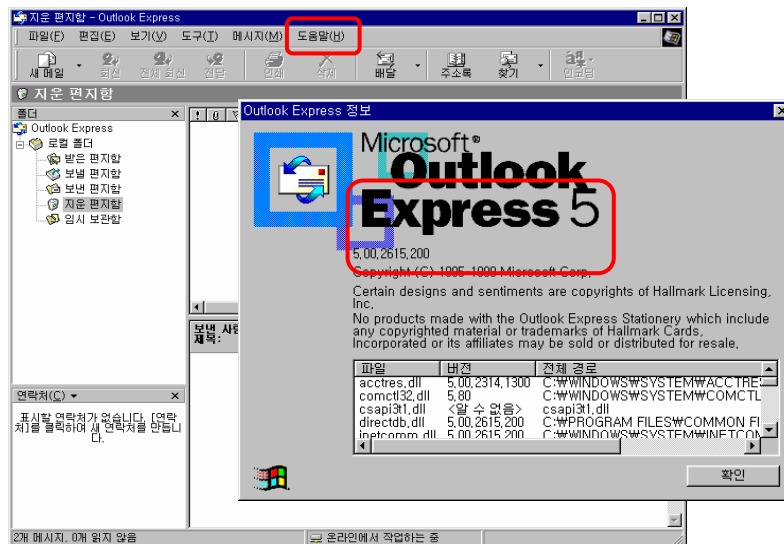 지운 편지함 - Outlook Express
파일(F) 편집(E) 보기(V) 도구(T) 메시지(M) 도움말(H)
새 메일 회신 전체 회신 전달 인쇄 삭제 배달 주소록 찾기 인코딩
지운 편지함
폴더
Outlook Express
로컬 폴더
받은 편지함
보낼 편지함
보낸 편지함
지운 편지함
임시 보관함
연락처(C)
표시할 연락처가 없습니다. [연락
처]를 클릭하여 새 연락처를 만듭니
다.
보낸 사람
제목:
2개 메시지, 0개 읽지 않음
온라인에서 작업하는 중
Outlook Express 정보
Microsoft®
Outlook
Express 5
5,00,2615,200
Copyright (C) 1995-1999 Microsoft Corp.
Certain designs and sentiments are copyrights of Hallmark Licensing,
Inc.
No products made with the Outlook Express Stationery which include
any copyrighted material or trademarks of Hallmark Cards,
Incorporated or its affiliates may be sold or distributed for resale.
파일 버전 전체 경로
acctres.dll 5,00,2314,1300 C:₩WINDOWS₩SYSTEM₩ACCTRES
comctl32.dll 5,80 C:₩WINDOWS₩SYSTEM₩COMCTL
csapi3t1.dll <알 수 없음> csapi3t1.dll
directdb.dll 5,00,2615,200 C:₩PROGRAM FILES₩COMMON FI
inetcomm.dll 5,00,2615,200 C:₩WINDOWS₩SYSTEM₩INETCOM
확인